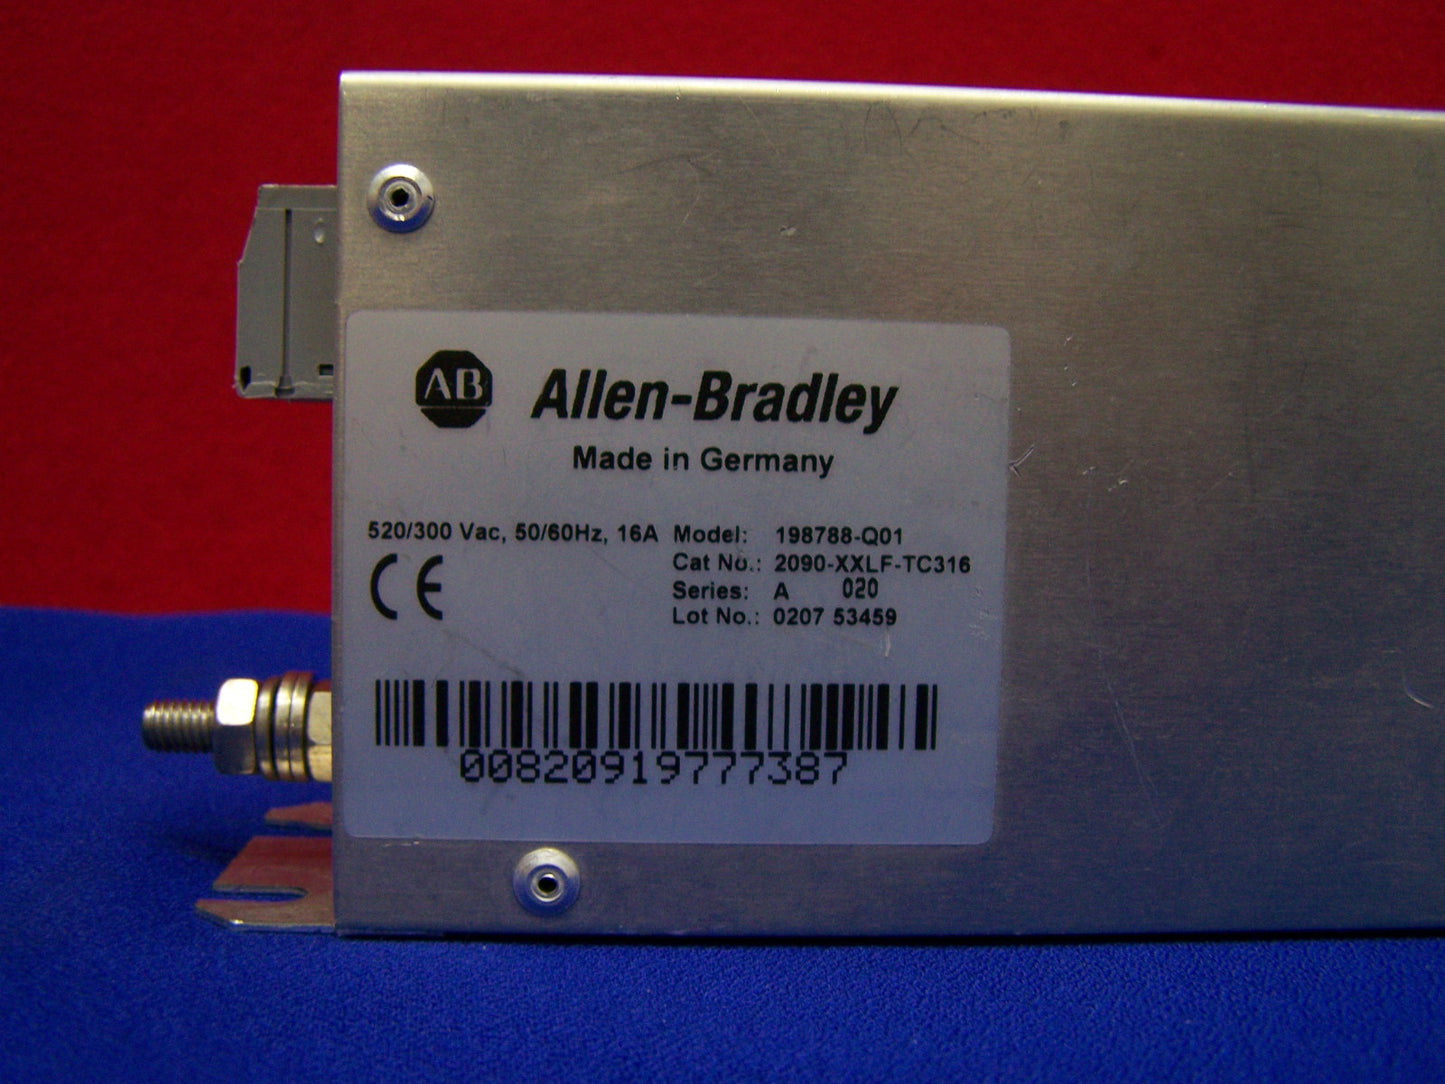 AB Allen-Bradley
Made in Germany
520/300 Vac, 50/60Hz, 16A Model: 198788-Q01
Cat No.: 2090-XXLF-TC316
CE Series: A 020
Lot No.: 0207 53459
00820919777387